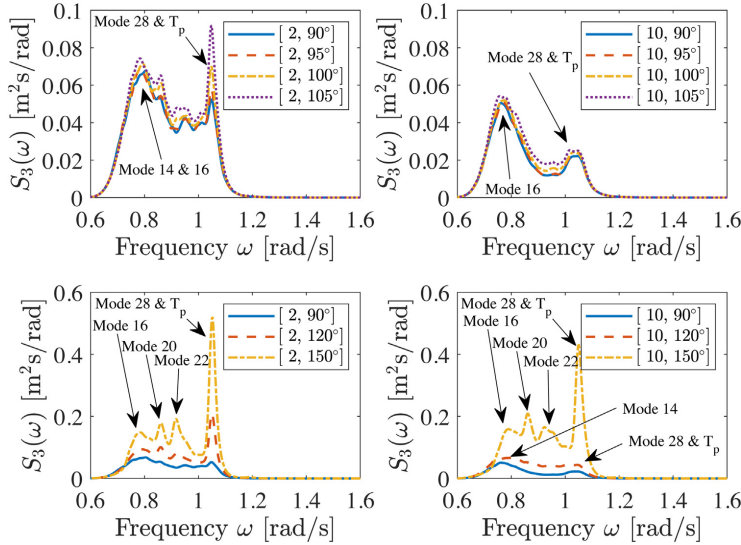 0.1
0.08
0.06
0.04
0.02
0
S3(ω) [m²s/rad]
Mode 28 & Tp
Mode 14 & 16
[ 2, 90°]
[ 2, 95°]
[ 2, 100°]
[ 2, 105°]
0.6 0.8 1 1.2 1.4 1.6
Frequency ω [rad/s]
0.1
0.08
0.06
0.04
0.02
0
S3(ω) [m²s/rad]
Mode 28 & Tp
Mode 16
[10, 90°]
[10, 95°]
[10, 100°]
[10, 105°]
0.6 0.8 1 1.2 1.4 1.6
Frequency ω [rad/s]
0.6
0.4
0.2
0
S3(ω) [m²s/rad]
Mode 28 & Tp
Mode 16
Mode 20
Mode 22
[ 2, 90°]
[ 2, 120°]
[ 2, 150°]
0.6 0.8 1 1.2 1.4 1.6
Frequency ω [rad/s]
0.6
0.4
0.2
0
S3(ω) [m²s/rad]
Mode 28 & Tp
Mode 16
Mode 20
Mode 22
Mode 14
Mode 28 & Tp
[10, 90°]
[10, 120°]
[10, 150°]
0.6 0.8 1 1.2 1.4 1.6
Frequency ω [rad/s]